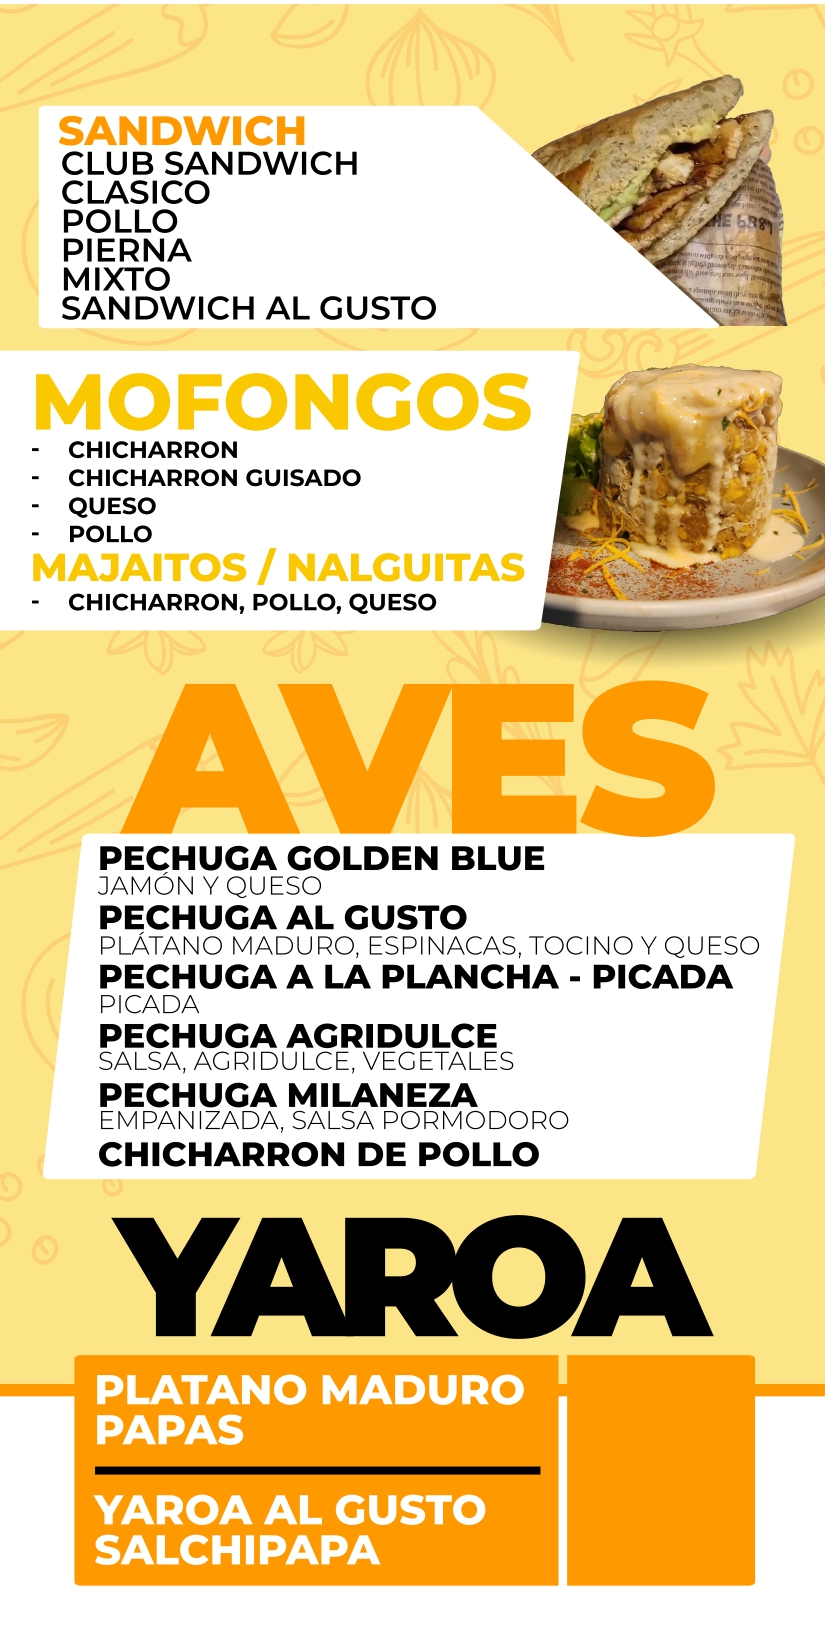 SANDWICH
CLUB SANDWICH
CLASICO
POLLO
PIERNA
MIXTO
SANDWICH AL GUSTO
MOFONGOS
- CHICHARRON
- CHICHARRON GUISADO
- QUESO
- POLLO
MAJAITOS / NALGUITAS
- CHICHARRON, POLLO, QUESO
AVES
PECHUGA GOLDEN BLUE
JAMÓN Y QUESO
PECHUGA AL GUSTO
PLÁTANO MADURO, ESPINACAS, TOCINO Y QUESO
PECHUGA A LA PLANCHA - PICADA
PICADA
PECHUGA AGRIDULCE
SALSA, AGRIDULCE, VEGETALES
PECHUGA MILANEZA
EMPANIZADA, SALSA PORMODORO
CHICHARRON DE POLLO
YAROA
PLATANO MADURO
PAPAS
YAROA AL GUSTO
SALCHIPAPA